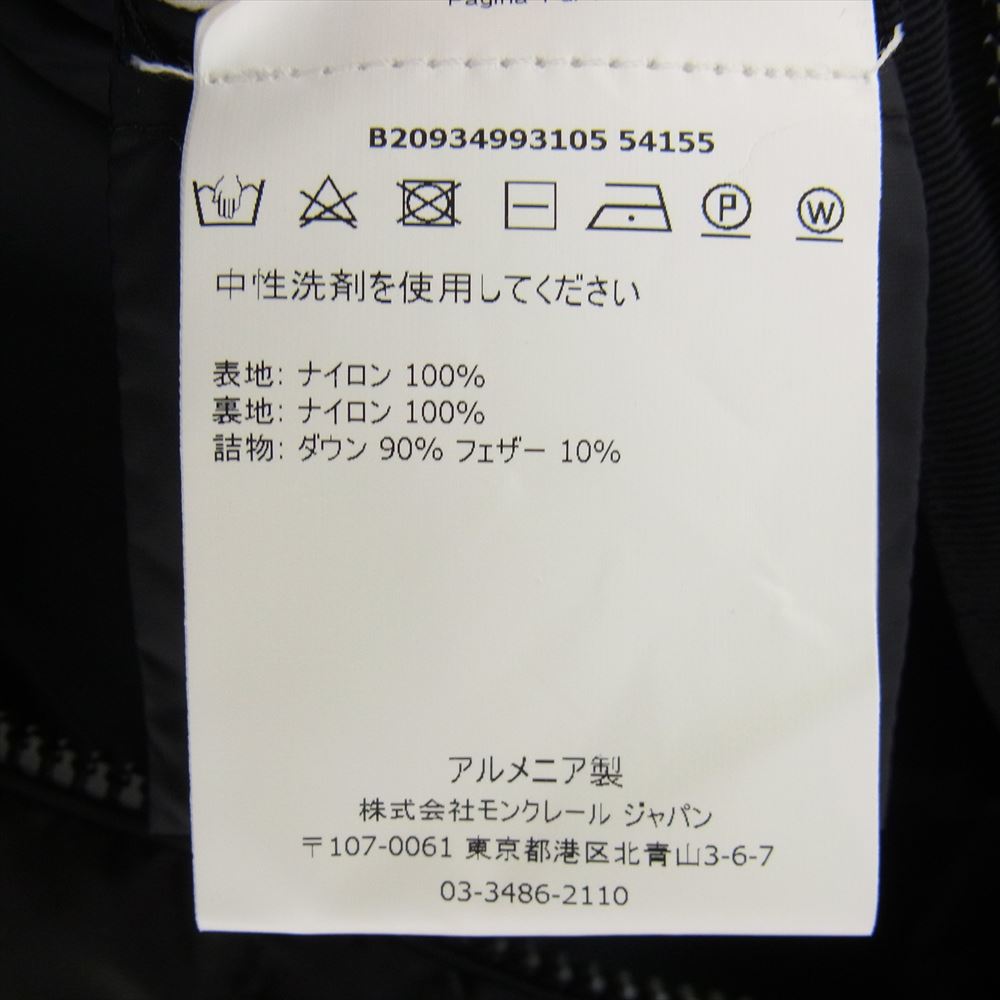 B20934993105 54155
P
W
中性洗剤を使用してください
表地: ナイロン 100%
裏地: ナイロン 100%
詰物: ダウン 90% フェザー 10%
アルメニア製
株式会社モンクレール ジャパン
〒107-0061 東京都港区北青山3-6-7
03-3486-2110